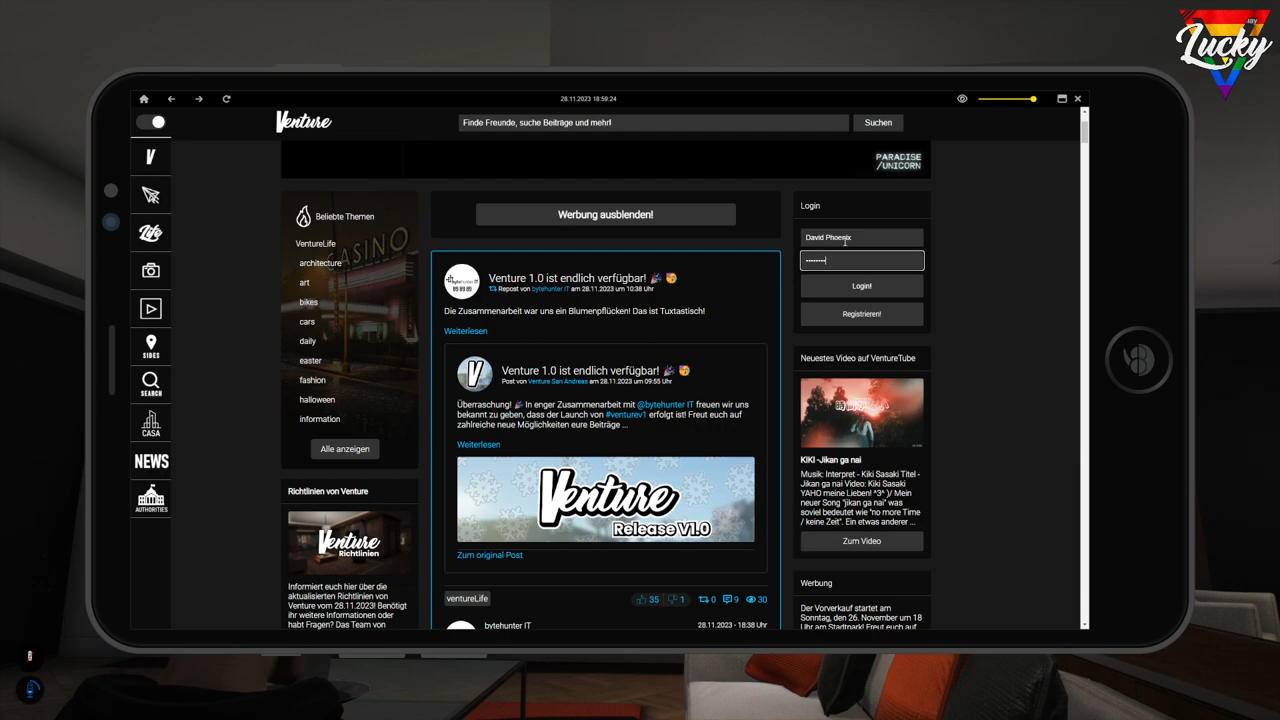 Lucky
28.11.2023 18:59:24
Venture
Finde Freunde, suche Beiträge und mehr!
Suchen
V
Life
SIDES
SEARCH
CASA
NEWS
AUTHORITIES
PARADISE
/UNICORN
Beliebte Themen
VentureLife
architecture
art
bikes
cars
daily
easter
fashion
halloween
information
Alle anzeigen
CASINO
Richtlinien von Venture
Venture
Richtlinien
Informiert euch hier über die
aktualisierten Richtlinien von
Venture vom 28.11.2023! Benötigt
ihr weitere Informationen oder
habt Fragen? Das Team von
Werbung ausblenden!
bytehunter IT
Venture 1.0 ist endlich verfügbar! 🎉 🥳
Repost von bytehunter IT am 28.11.2023 um 10:38 Uhr
Die Zusammenarbeit war uns ein Blumenpflücken! Das ist Tuxtastisch!
Weiterlesen
V
Venture 1.0 ist endlich verfügbar! 🎉 🥳
Post von Venture San Andreas am 28.11.2023 um 09:55 Uhr
Überraschung! 🎉 In enger Zusammenarbeit mit @bytehunter IT freuen wir uns
bekannt zu geben, dass der Launch von #venturev1 erfolgt ist! Freut euch auf
zahlreiche neue Möglichkeiten eure Beiträge ...
Weiterlesen
Venture
Release V1.0
Zum original Post
ventureLife
35
1
0
9
30
bytehunter IT
28.11.2023 - 18:38 Uhr
Login
David Phoenix
••••••••
Login!
Registrieren!
Neuestes Video auf VentureTube
KIKI -Jikan ga nai
Musik: Interpret - Kiki Sasaki Titel -
Jikan ga nai Video: Kiki Sasaki
YAHO meine Lieben! ^3^ )/ Mein
neuer Song "jikan ga nai" was
soviel bedeutet wie "no more Time
/ keine Zeit". Ein etwas anderer ...
Zum Video
Werbung
Der Vorverkauf startet am
Sonntag, den 26. November um 18
Uhr am Stadtpark! Freut euch auf